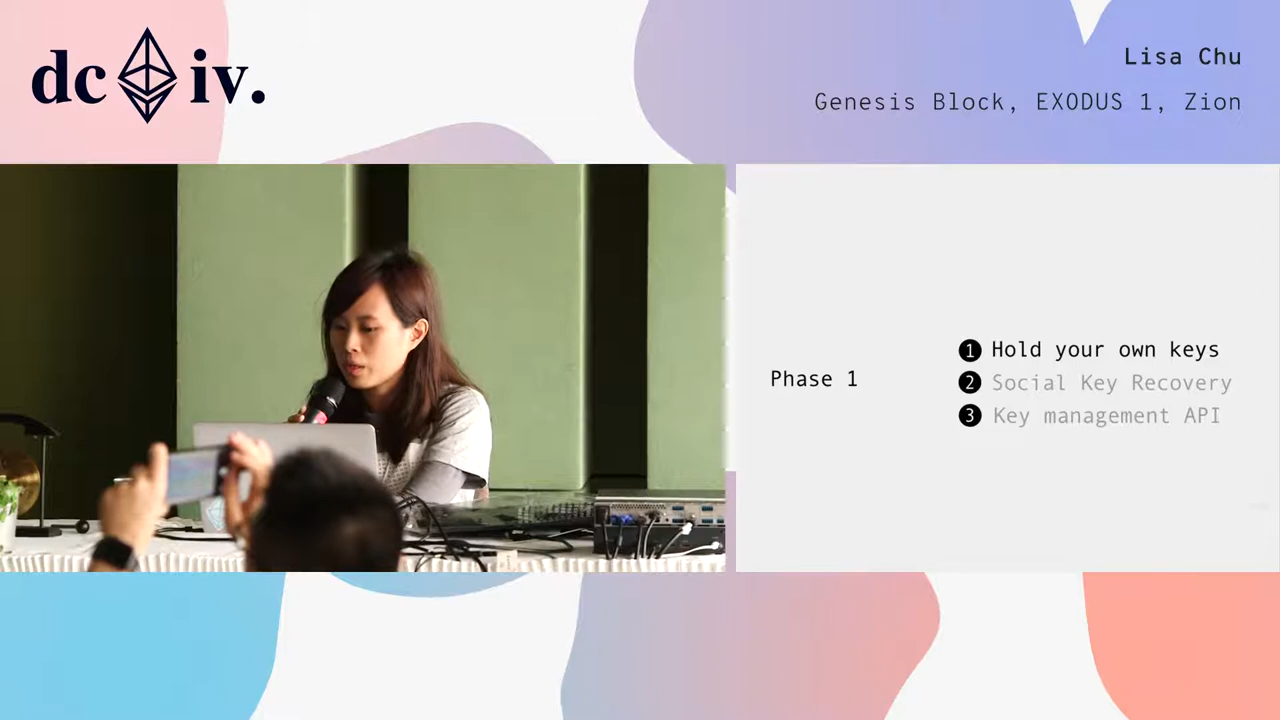 dc iv.
Lisa Chu
Genesis Block, EXODUS 1, Zion
Phase 1
1 Hold your own keys
2 Social Key Recovery
3 Key management API